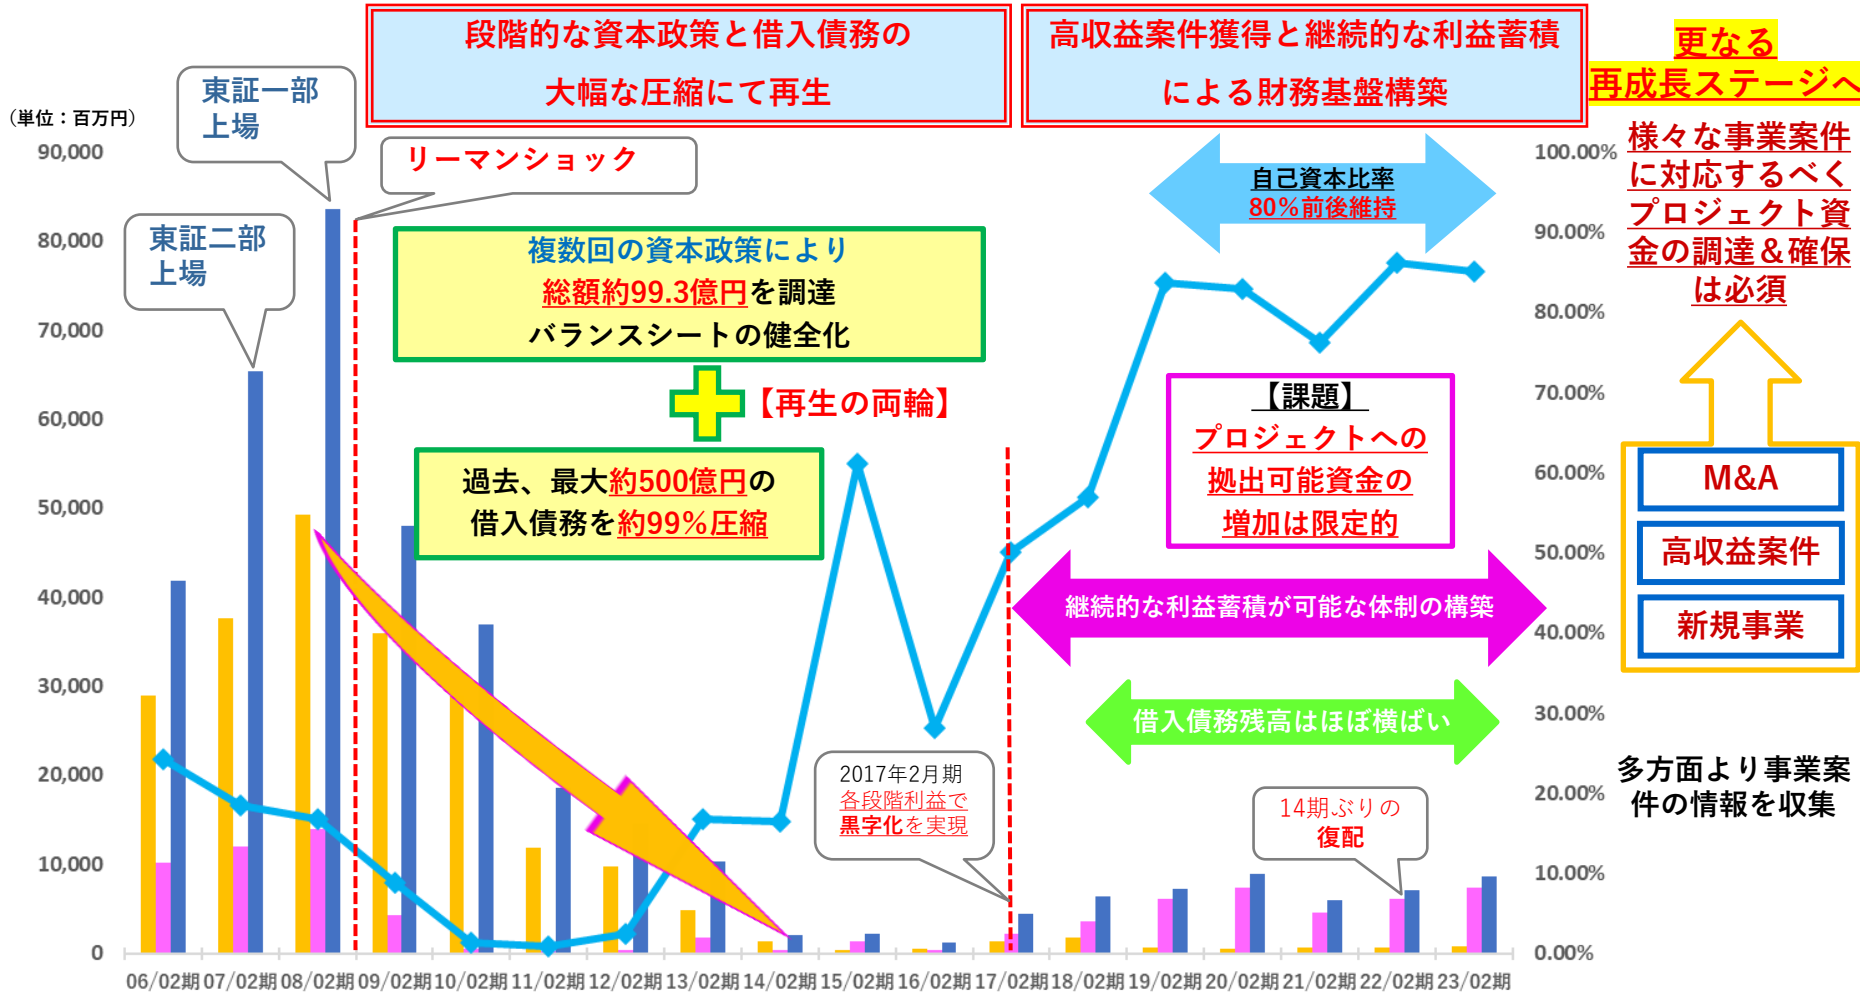 段階的な資本政策と借入債務の
大幅な圧縮にて再生
高収益案件獲得と継続的な利益蓄積
による財務基盤構築
更なる
再成長ステージへ
様々な事業案件
に対応するべく
プロジェクト資
金の調達＆確保
は必須
（単位：百万円）
東証一部
上場
リーマンショック
東証二部
上場
複数回の資本政策により
総額約99.3億円を調達
バランスシートの健全化
【再生の両輪】
過去、最大約500億円の
借入債務を約99%圧縮
自己資本比率
80%前後維持
【課題】
プロジェクトへの
拠出可能資金の
増加は限定的
継続的な利益蓄積が可能な体制の構築
借入債務残高はほぼ横ばい
2017年2月期
各段階利益で
黒字化を実現
14期ぶりの
復配
M&A
高収益案件
新規事業
多方面より事業案
件の情報を収集
90,000
80,000
70,000
60,000
50,000
40,000
30,000
20,000
10,000
0
100.00%
90.00%
80.00%
70.00%
60.00%
50.00%
40.00%
30.00%
20.00%
10.00%
0.00%
06/02期 07/02期 08/02期 09/02期 10/02期 11/02期 12/02期 13/02期 14/02期 15/02期 16/02期 17/02期 18/02期 19/02期 20/02期 21/02期 22/02期 23/02期